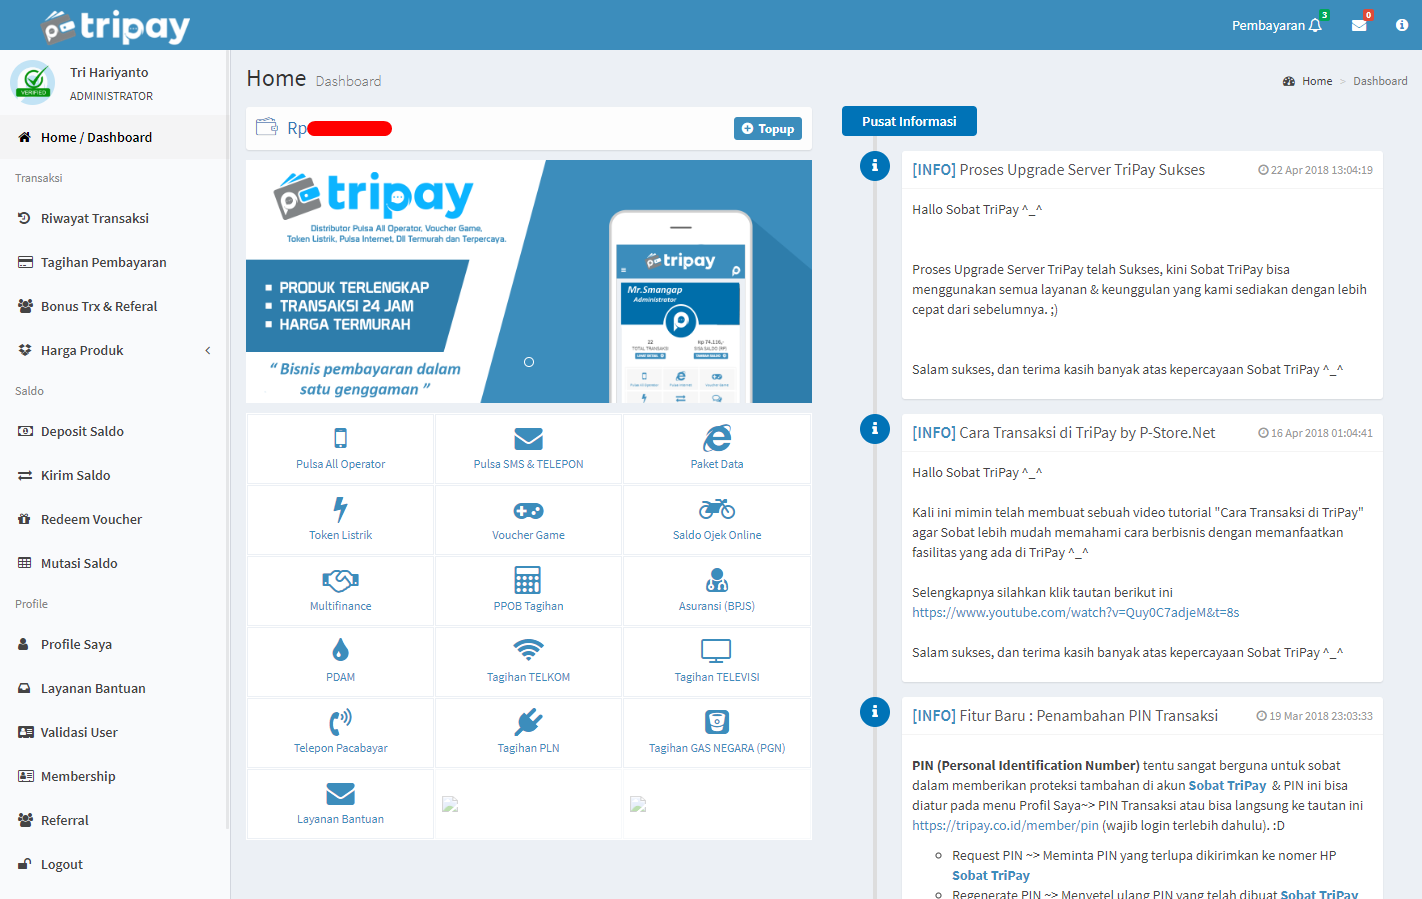 tripay
Pembayaran
3
0
Tri Hariyanto
ADMINISTRATOR
VERIFIED
Home / Dashboard
Transaksi
Riwayat Transaksi
Tagihan Pembayaran
Bonus Trx & Referal
Harga Produk
Saldo
Deposit Saldo
Kirim Saldo
Redeem Voucher
Mutasi Saldo
Profile
Profile Saya
Layanan Bantuan
Validasi User
Membership
Referral
Logout
Home Dashboard
Home > Dashboard
Rp
Topup
tripay
Distributor Pulsa All Operator, Voucher Game,
Token Listrik, Pulsa Internet, Dll Termurah dan Terpercaya.
PRODUK TERLENGKAP
TRANSAKSI 24 JAM
HARGA TERMURAH
“ Bisnis pembayaran dalam
satu genggaman ”
tripay
Mr.Smangap
Administrator
22
Rp 74.116,-
TOTAL TRANSAKSI
SISA SALDO (RP)
Pulsa All Operator
Pulsa SMS & TELEPON
Paket Data
Token Listrik
Voucher Game
Saldo Ojek Online
Multifinance
PPOB Tagihan
Asuransi (BPJS)
PDAM
Tagihan TELKOM
Tagihan TELEVISI
Telepon Pacabayar
Tagihan PLN
Tagihan GAS NEGARA (PGN)
Layanan Bantuan
Pusat Informasi
[INFO] Proses Upgrade Server TriPay Sukses
22 Apr 2018 13:04:19
Hallo Sobat TriPay ^_^
Proses Upgrade Server TriPay telah Sukses, kini Sobat TriPay bisa
menggunakan semua layanan & keunggulan yang kami sediakan dengan lebih
cepat dari sebelumnya. ;)
Salam sukses, dan terima kasih banyak atas kepercayaan Sobat TriPay ^_^
[INFO] Cara Transaksi di TriPay by P-Store.Net
16 Apr 2018 01:04:41
Hallo Sobat TriPay ^_^
Kali ini mimin telah membuat sebuah video tutorial "Cara Transaksi di TriPay"
agar Sobat lebih mudah memahami cara berbisnis dengan memanfaatkan
fasilitas yang ada di TriPay ^_^
Selengkapnya silahkan klik tautan berikut ini
https://www.youtube.com/watch?v=Quy0C7adjeM&t=8s
Salam sukses, dan terima kasih banyak atas kepercayaan Sobat TriPay ^_^
[INFO] Fitur Baru : Penambahan PIN Transaksi
19 Mar 2018 23:03:33
PIN (Personal Identification Number) tentu sangat berguna untuk sobat
dalam memberikan proteksi tambahan di akun Sobat TriPay & PIN ini bisa
diatur pada menu Profil Saya~> PIN Transaksi atau bisa langsung ke tautan ini
https://tripay.co.id/member/pin (wajib login terlebih dahulu). :D
Request PIN ~> Meminta PIN yang terlupa dikirimkan ke nomer HP
Sobat TriPay
Regenerate PIN ~> Menyetel ulang PIN yang telah dibuat Sobat TriPay